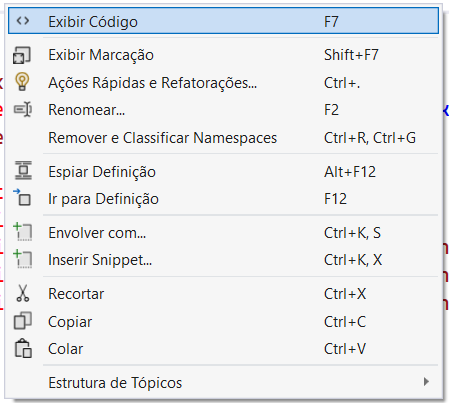 Exibir Código F7
Exibir Marcação Shift+F7
Ações Rápidas e Refatorações... Ctrl+.
Renomear... F2
Remover e Classificar Namespaces Ctrl+R, Ctrl+G
Espiar Definição Alt+F12
Ir para Definição F12
Envolver com... Ctrl+K, S
Inserir Snippet... Ctrl+K, X
Recortar Ctrl+X
Copiar Ctrl+C
Colar Ctrl+V
Estrutura de Tópicos